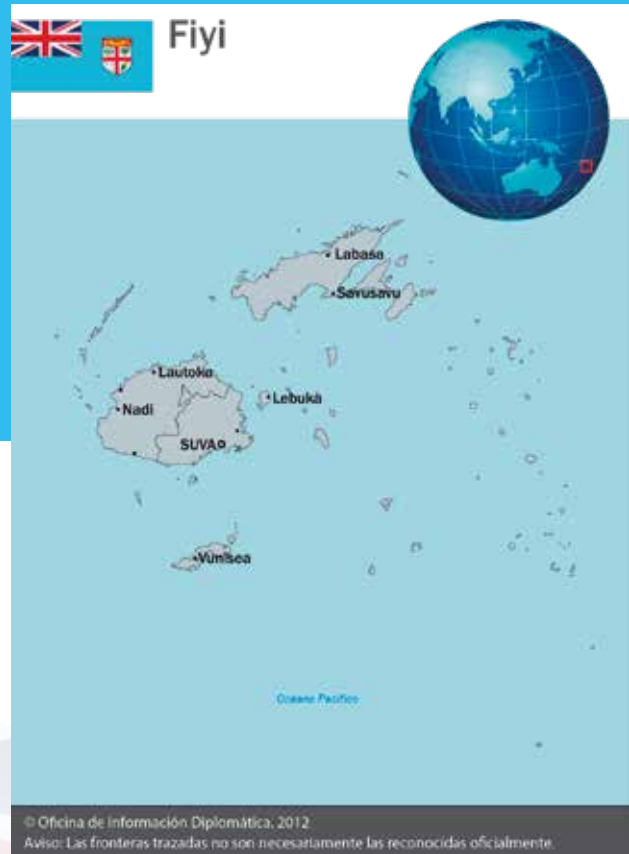 Fiyi
Labasa
Savusavu
Lautoka
Lebuka
Nadi
SUVA
Vunisea
Oceano Pacífico
© Oficina de Información Diplomática, 2012
Aviso: Las fronteras trazadas no son necesariamente las reconocidas oficialmente.